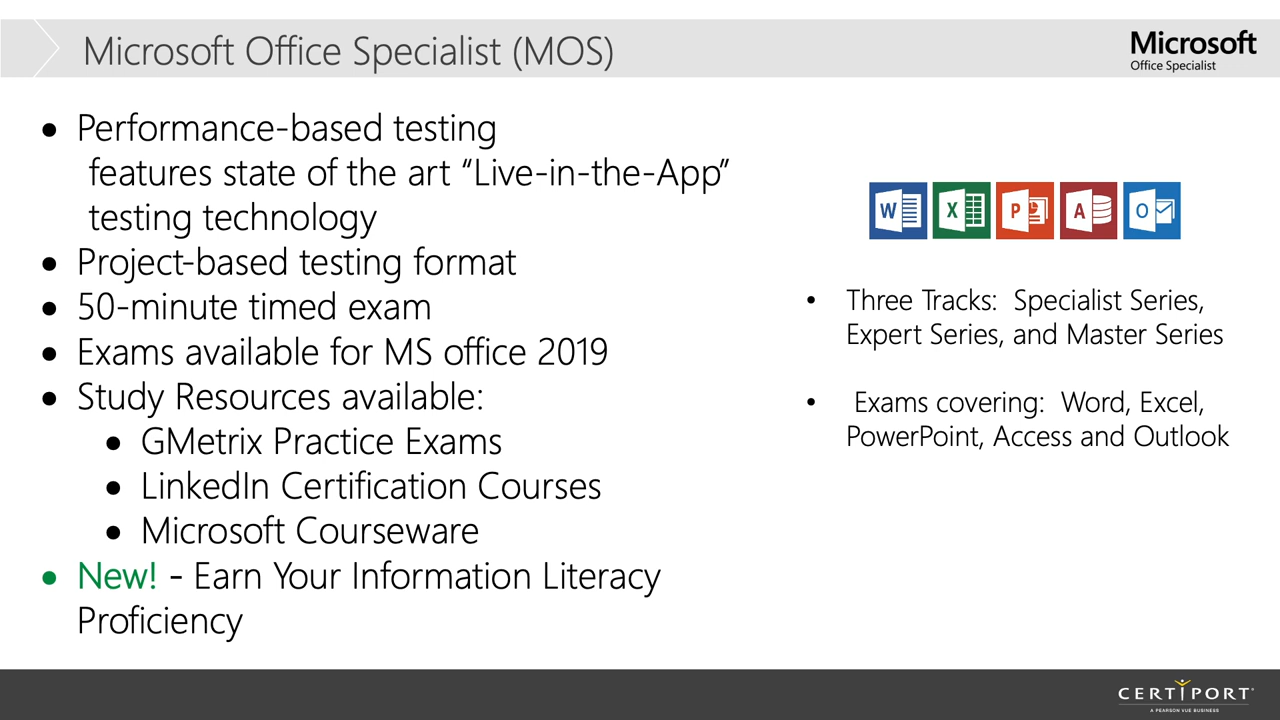 Microsoft Office Specialist (MOS)
Microsoft
Office Specialist
• Performance-based testing
features state of the art “Live-in-the-App”
testing technology
• Project-based testing format
• 50-minute timed exam
• Exams available for MS office 2019
• Study Resources available:
• GMetrix Practice Exams
• LinkedIn Certification Courses
• Microsoft Courseware
• New! - Earn Your Information Literacy
Proficiency
W X P A O
• Three Tracks: Specialist Series,
Expert Series, and Master Series
• Exams covering: Word, Excel,
PowerPoint, Access and Outlook
CERTIPORT
A PEARSON VUE BUSINESS